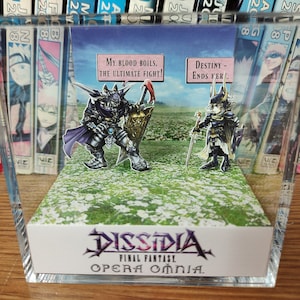 MY BLOOD BOILS.
THE ULTIMATE FIGHT!
DESTINY -
ENDS HERE
DISSIDIA
FINAL FANTASY
OPERA OMNIA